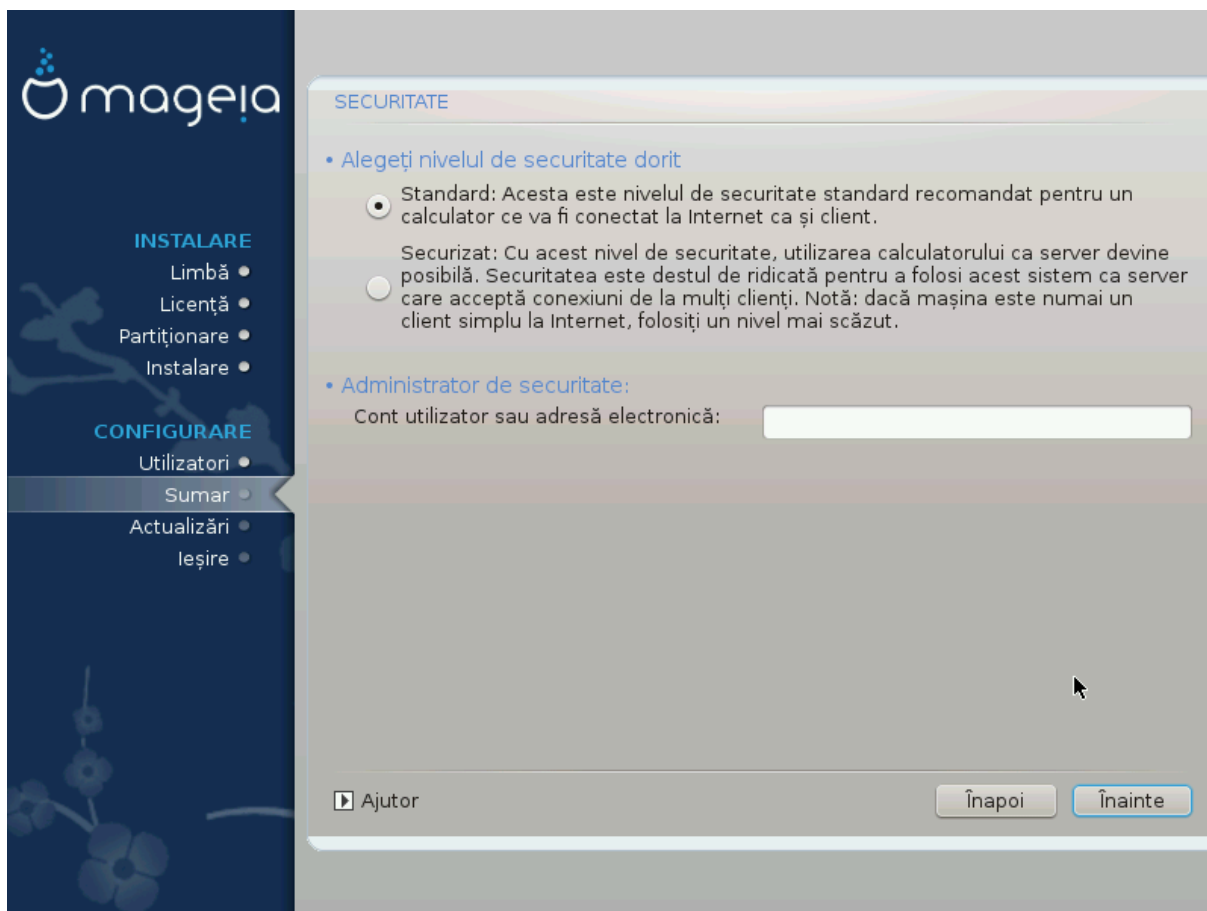 mageia
INSTALARE
Limbă
Licență
Partiționare
Instalare
CONFIGURARE
Utilizatori
Sumar
Actualizări
Ieșire
SECURITATE
• Alegeți nivelul de securitate dorit
Standard: Acesta este nivelul de securitate standard recomandat pentru un
calculator ce va fi conectat la Internet ca și client.
Securizat: Cu acest nivel de securitate, utilizarea calculatorului ca server devine
posibilă. Securitatea este destul de ridicată pentru a folosi acest sistem ca server
care acceptă conexiuni de la mulți clienți. Notă: dacă mașina este numai un
client simplu la Internet, folosiți un nivel mai scăzut.
• Administrator de securitate:
Cont utilizator sau adresă electronică:
Ajutor
Înapoi
Înainte